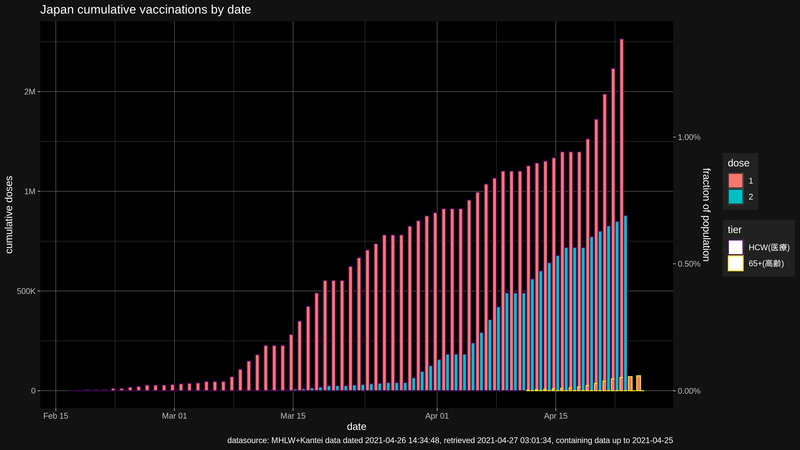 Japan cumulative vaccinations by date
cumulative doses
2M
1M
500K
0
1.00%
0.50%
0.00%
fraction of population
Feb 15
Mar 01
Mar 15
Apr 01
Apr 15
date
dose
1
2
tier
HCW(医療)
65+(高齢)
datasource: MHLW+Kantei data dated 2021-04-26 14:34:48, retrieved 2021-04-27 03:01:34, containing data up to 2021-04-25